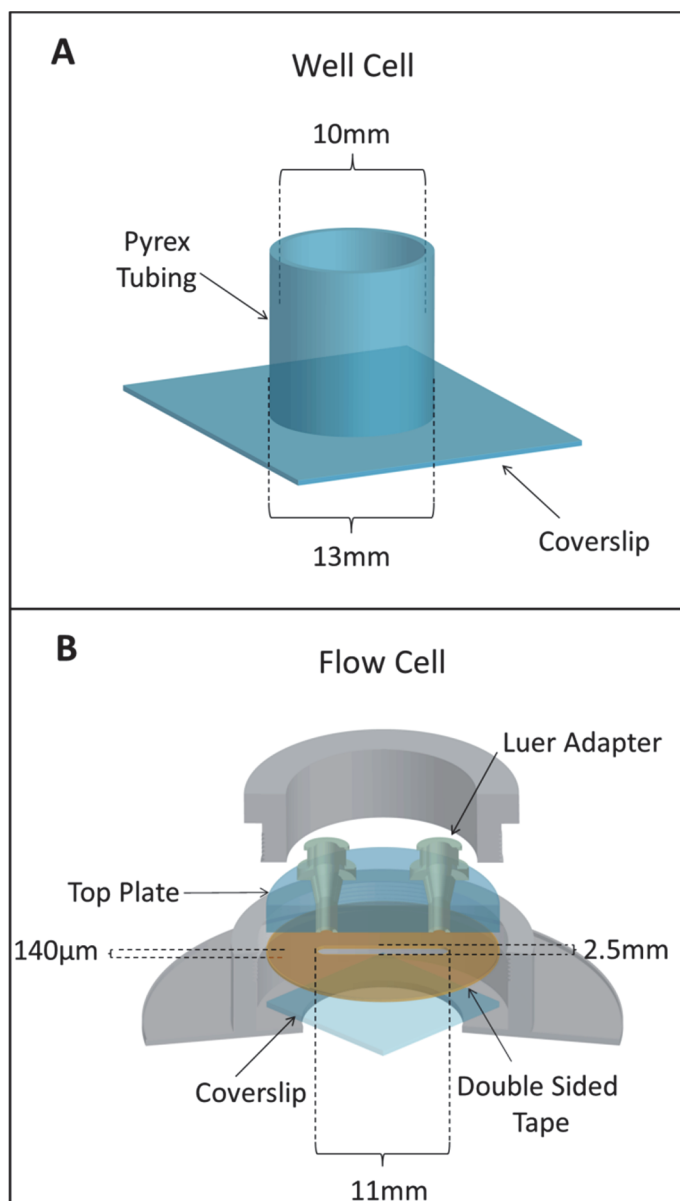 A
Well Cell
10mm
Pyrex
Tubing
Coverslip
13mm
B
Flow Cell
Luer Adapter
Top Plate
140µm
2.5mm
Coverslip
Double Sided
Tape
11mm